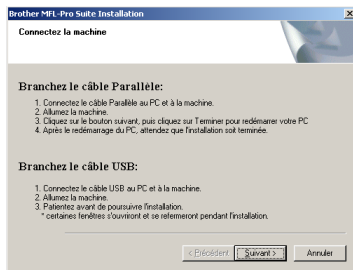 Brother MFL-Pro Suite Installation
Connectez la machine
Branchez le câble Parallèle:
1. Connectez le câble Parallèle au PC et à la machine.
2. Allumez la machine.
3. Cliquez sur le bouton suivant, puis cliquez sur Terminer pour redémarrer votre PC
4. Après le redémarrage du PC, attendez que l'installation soit terminée.
Branchez le câble USB:
1. Connectez le câble USB au PC et à la machine.
2. Allumez la machine.
3. Patientez avant de poursuivre l'installation.
* certaines fenêtres s'ouvriront et se refermeront pendant l'installation.
< Précédent Suivant > Annuler